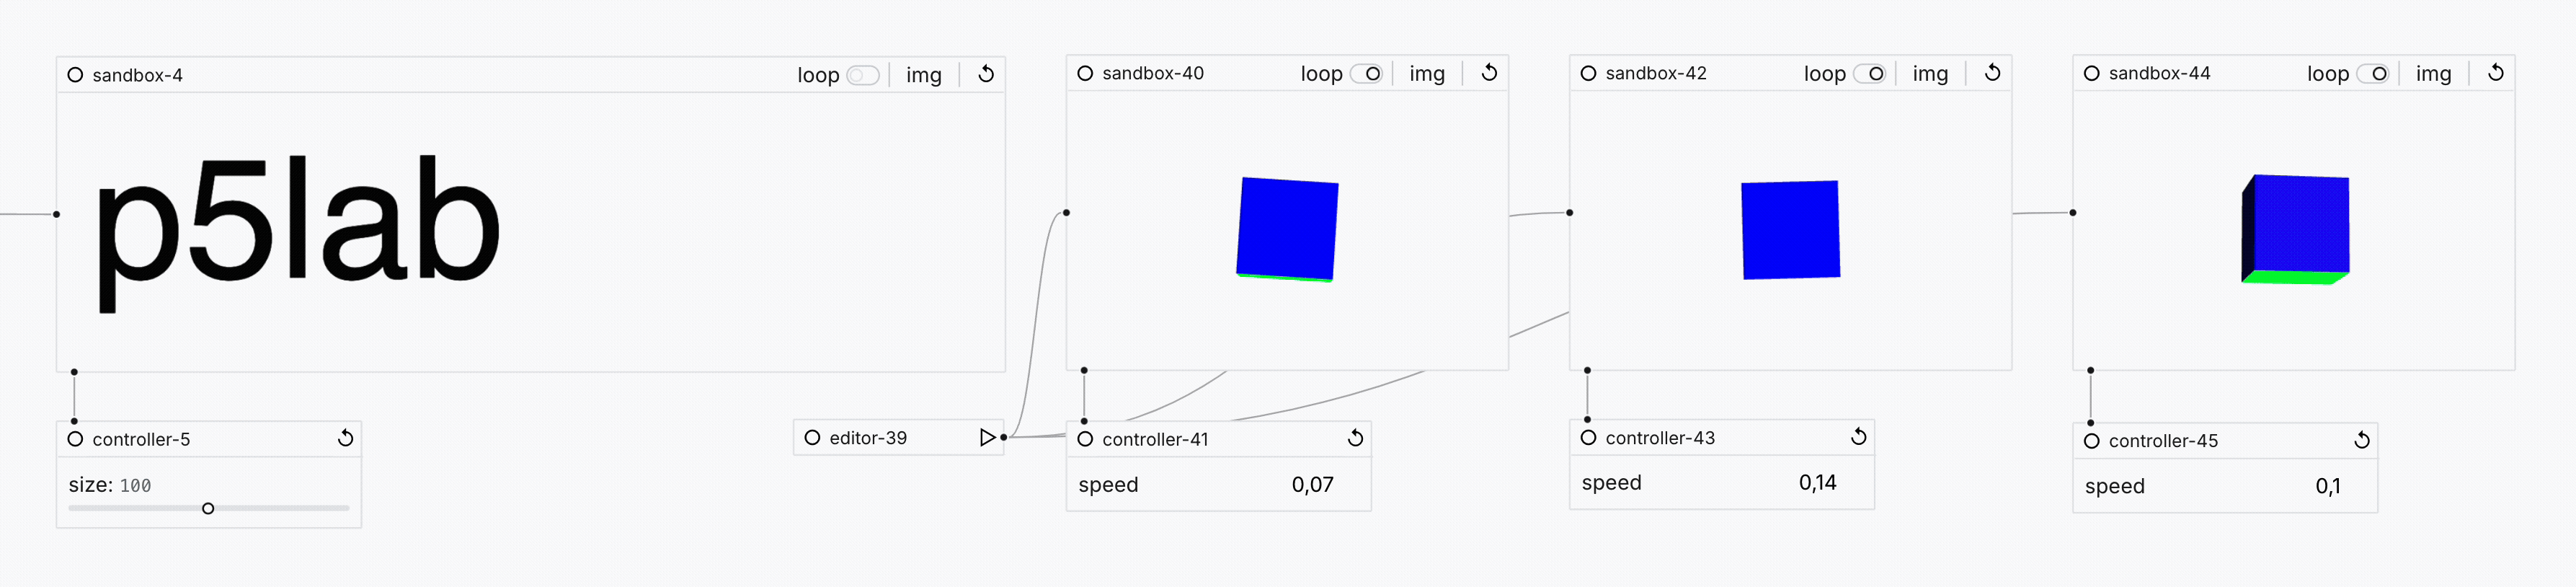 sandbox-4 loop img
p5lab
controller-5
size: 100
editor-39
sandbox-40 loop img
controller-41
speed 0,07
sandbox-42 loop img
controller-43
speed 0,14
sandbox-44 loop img
controller-45
speed 0,1